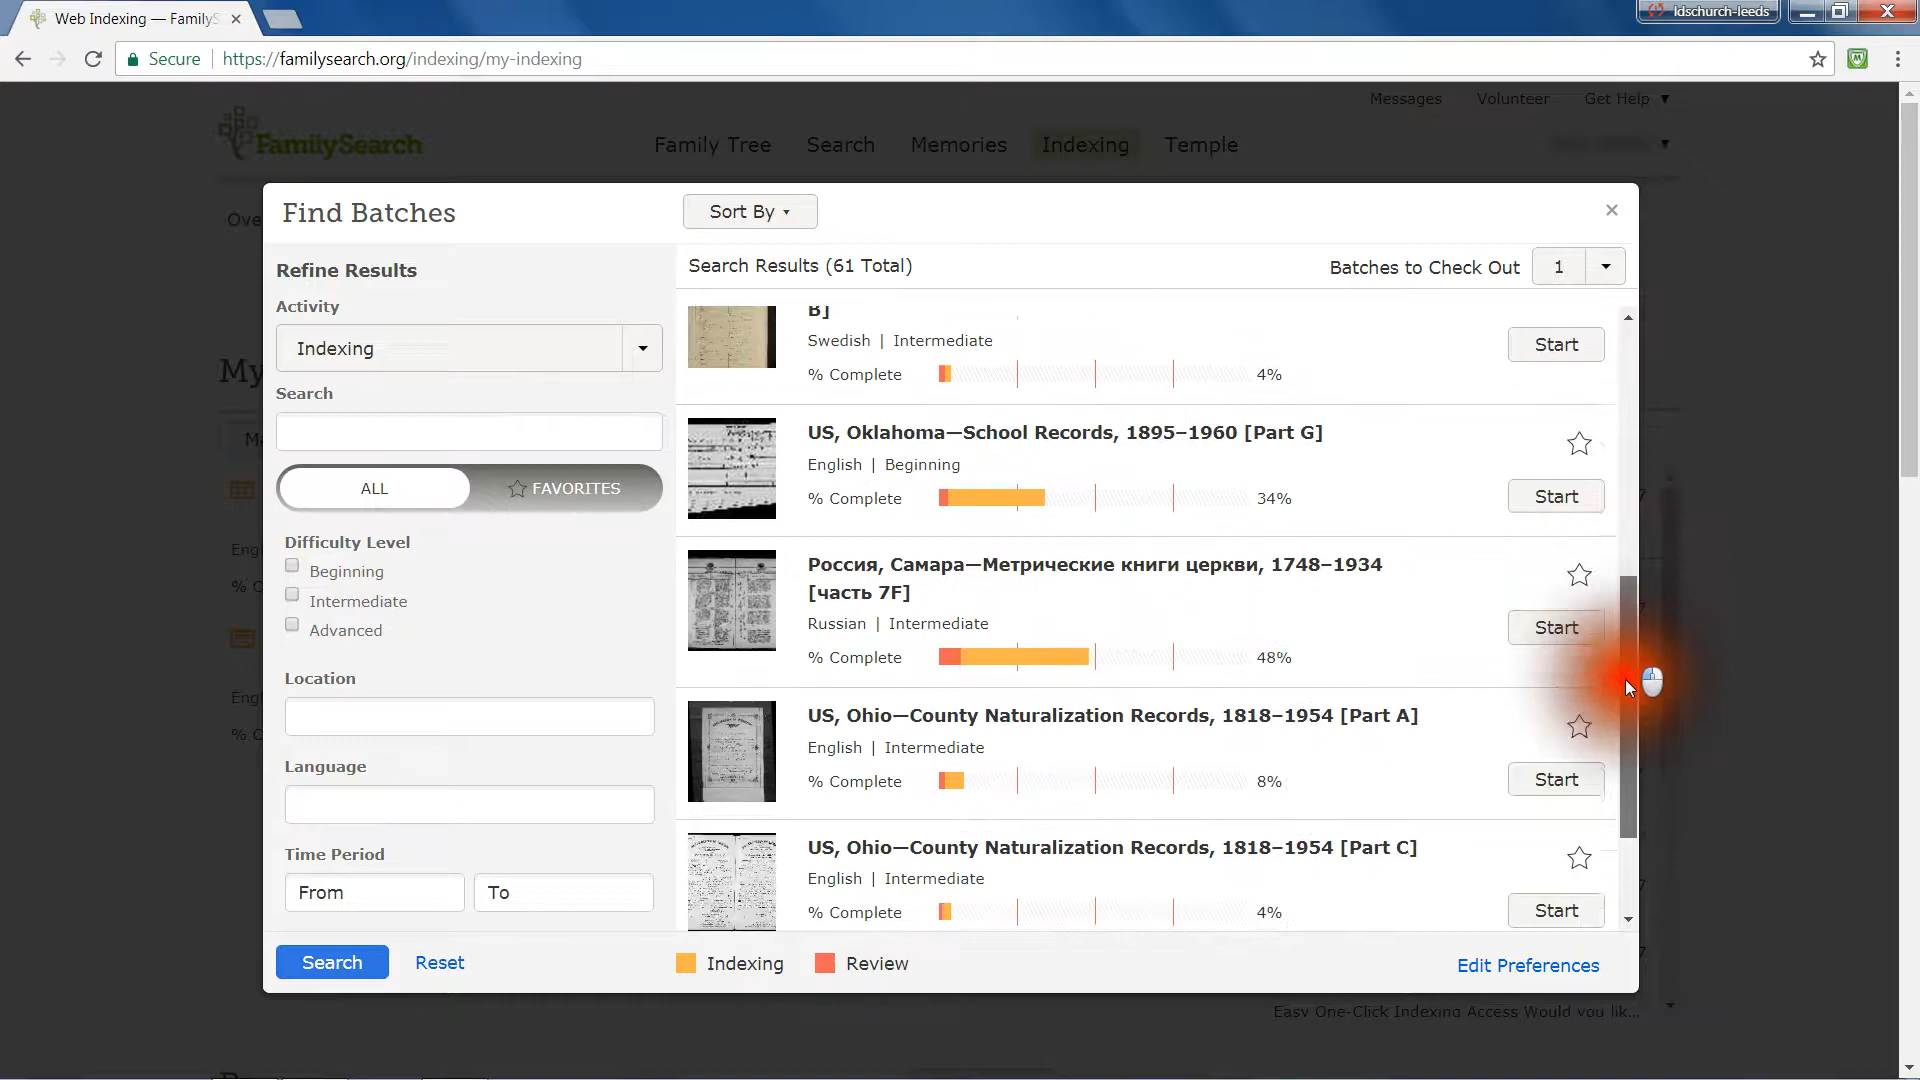 Web Indexing — FamilyS
ldschurch-leeds
Secure
https://familysearch.org/indexing/my-indexing
Messages
Volunteer
Get Help
FamilySearch
Family Tree
Search
Memories
Indexing
Temple
Find Batches
Sort By
Refine Results
Search Results (61 Total)
Batches to Check Out
1
Activity
Indexing
Search
ALL
FAVORITES
Difficulty Level
Beginning
Intermediate
Advanced
Location
Language
Time Period
From
To
Search
Reset
B]
Swedish | Intermediate
% Complete
4%
Start
US, Oklahoma—School Records, 1895–1960 [Part G]
English | Beginning
% Complete
34%
Start
Россия, Самара—Метрические книги церкви, 1748–1934
[часть 7F]
Russian | Intermediate
% Complete
48%
Start
US, Ohio—County Naturalization Records, 1818–1954 [Part A]
English | Intermediate
% Complete
8%
Start
US, Ohio—County Naturalization Records, 1818–1954 [Part C]
English | Intermediate
% Complete
4%
Start
Indexing
Review
Edit Preferences
Easy One-Click Indexing Access Would you lik...